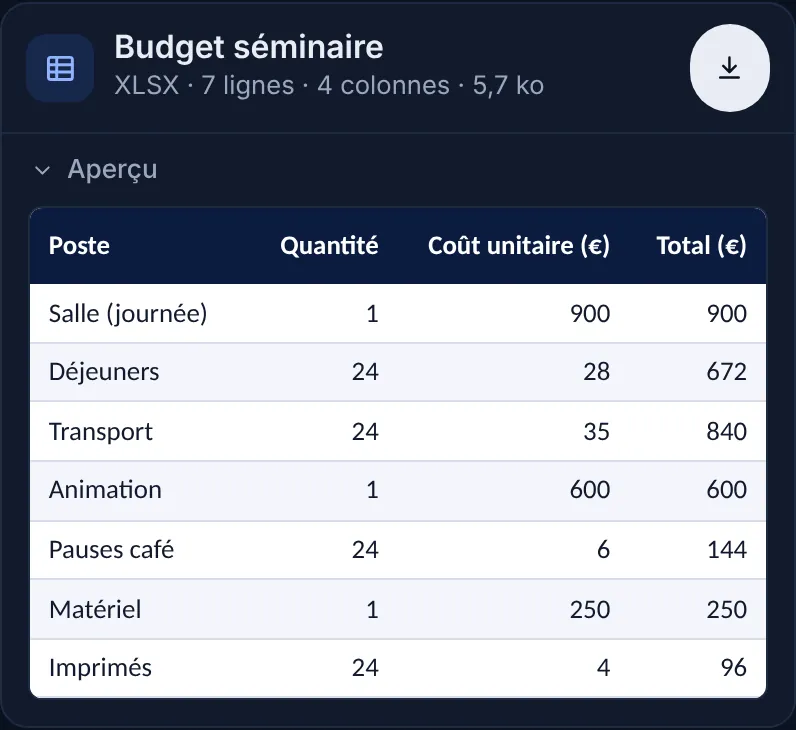 Budget séminaire
XLSX · 7 lignes · 4 colonnes · 5,7 ko
Aperçu
Poste Quantité Coût unitaire (€) Total (€)
Salle (journée) 1 900 900
Déjeuners 24 28 672
Transport 24 35 840
Animation 1 600 600
Pauses café 24 6 144
Matériel 1 250 250
Imprimés 24 4 96